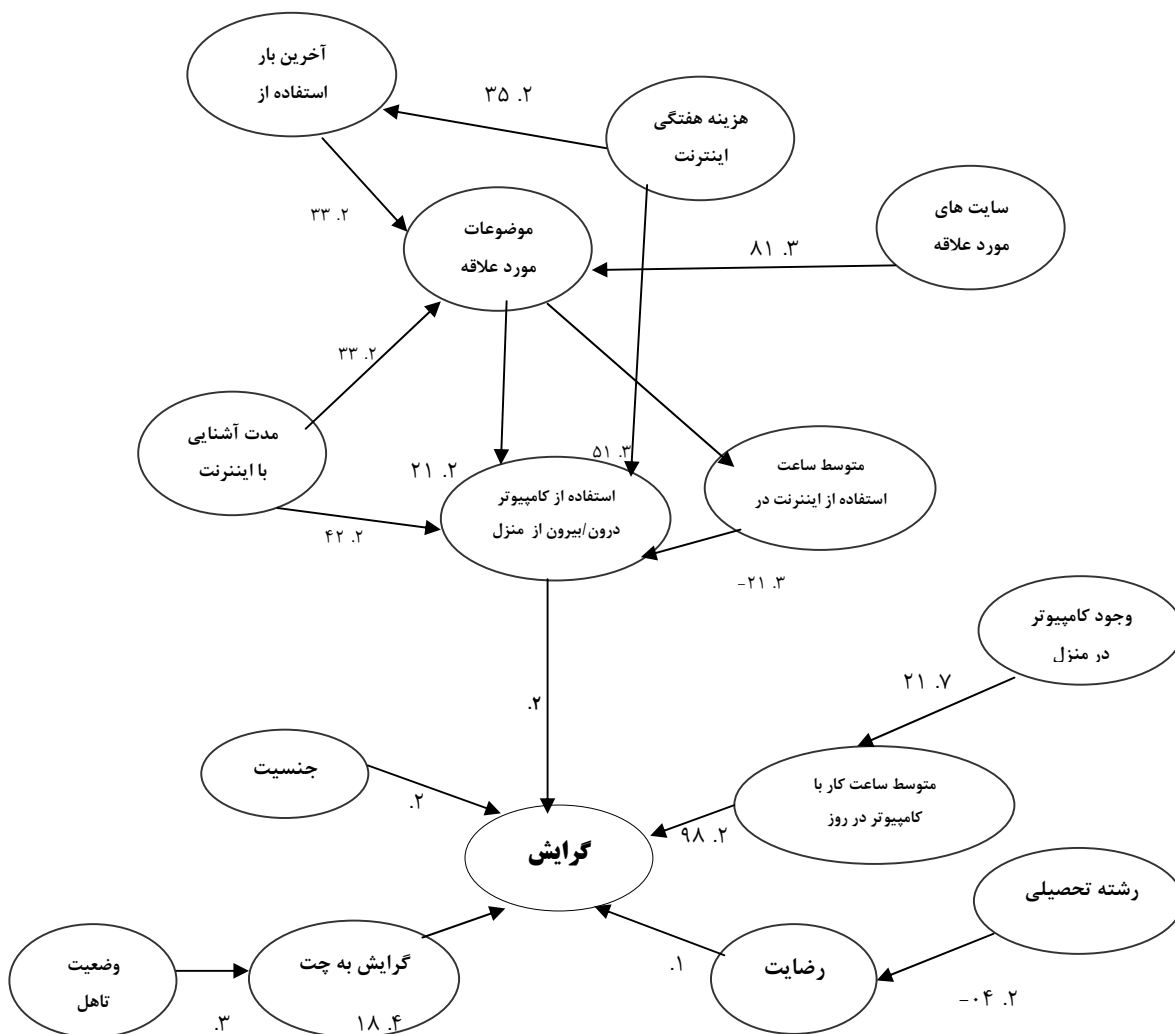 آخرین بار
استفاده از
۳۵ .۲
هزینه هفتگی
اینترنت
۳۳ .۲
موضوعات
مورد علاقه
سایت های
مورد علاقه
۸۱ .۳
۳۳ .۲
مدت آشنایی
با اینترنت
۲۱ .۲
۵۱ .۳
استفاده از کامپیوتر
درون/بیرون از منزل
متوسط ساعت
استفاده از اینترنت در
۴۲ .۲
-۲۱ .۳
وجود کامپیوتر
در منزل
۲۱ .۷
.۲
جنسیت
.۲
متوسط ساعت کار با
کامپیوتر در روز
۹۸ .۲
گرایش
رشته تحصیلی
رضایت
.۱
-۰۴ .۲
گرایش به چت
وضعیت
تاهل
.۳
۱۸ .۴